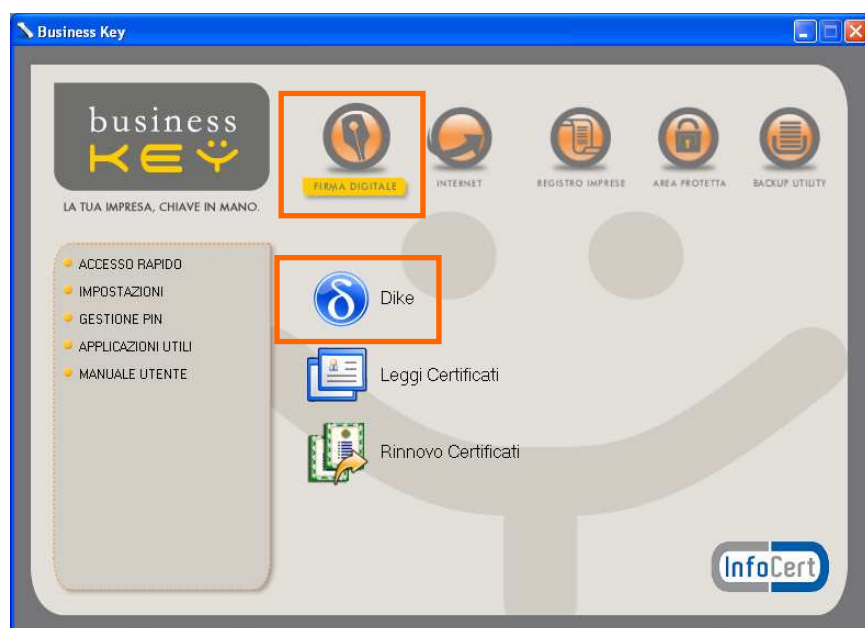 Business Key
business
KEY
LA TUA IMPRESA, CHIAVE IN MANO.
FIRMA DIGITALE
INTERNET
REGISTRO IMPRESE
AREA PROTETTA
BACKUP UTILITY
ACCESSO RAPIDO
IMPOSTAZIONI
GESTIONE PIN
APPLICAZIONI UTILI
MANUALE UTENTE
δ Dike
Leggi Certificati
Rinnovo Certificati
InfoCert